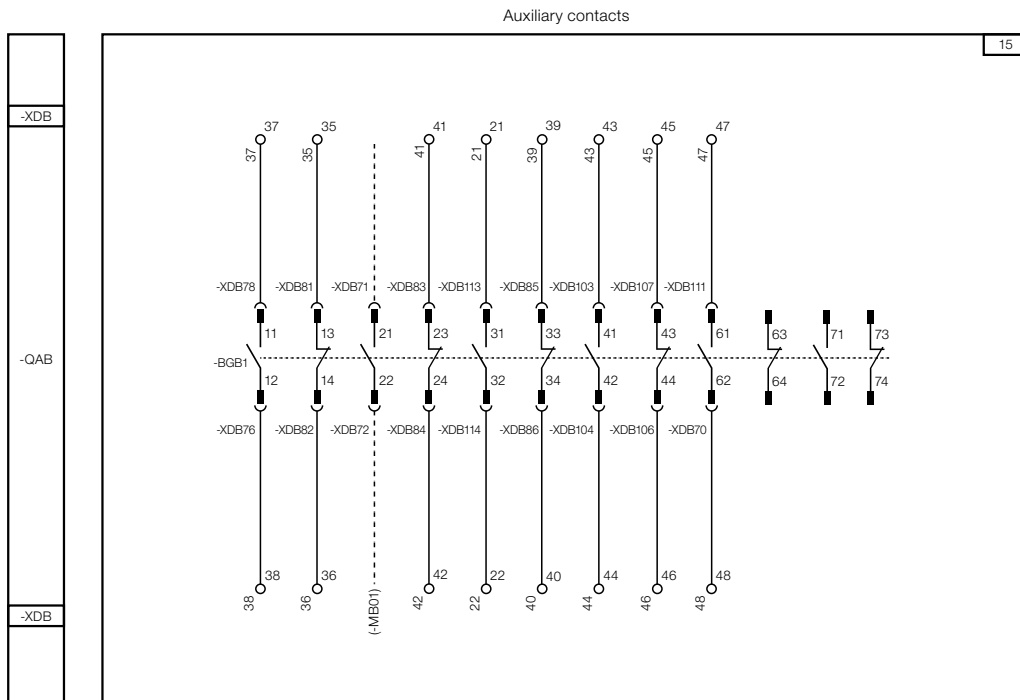 Auxiliary contacts
15
-XDB
37 35 41 21 39 43 45 47
37 35 41 21 39 43 45 47
-XDB78 -XDB81 -XDB71 -XDB83 -XDB113 -XDB85 -XDB103 -XDB107 -XDB111
11 13 21 23 31 33 41 43 61 63 71 73
-QAB
-BGB1
12 14 22 24 32 34 42 44 62 64 72 74
-XDB76 -XDB82 -XDB72 -XDB84 -XDB114 -XDB86 -XDB104 -XDB106 -XDB70
38 36 42 22 40 44 46 48
38 36 (-MB01) 42 22 40 44 46 48
-XDB